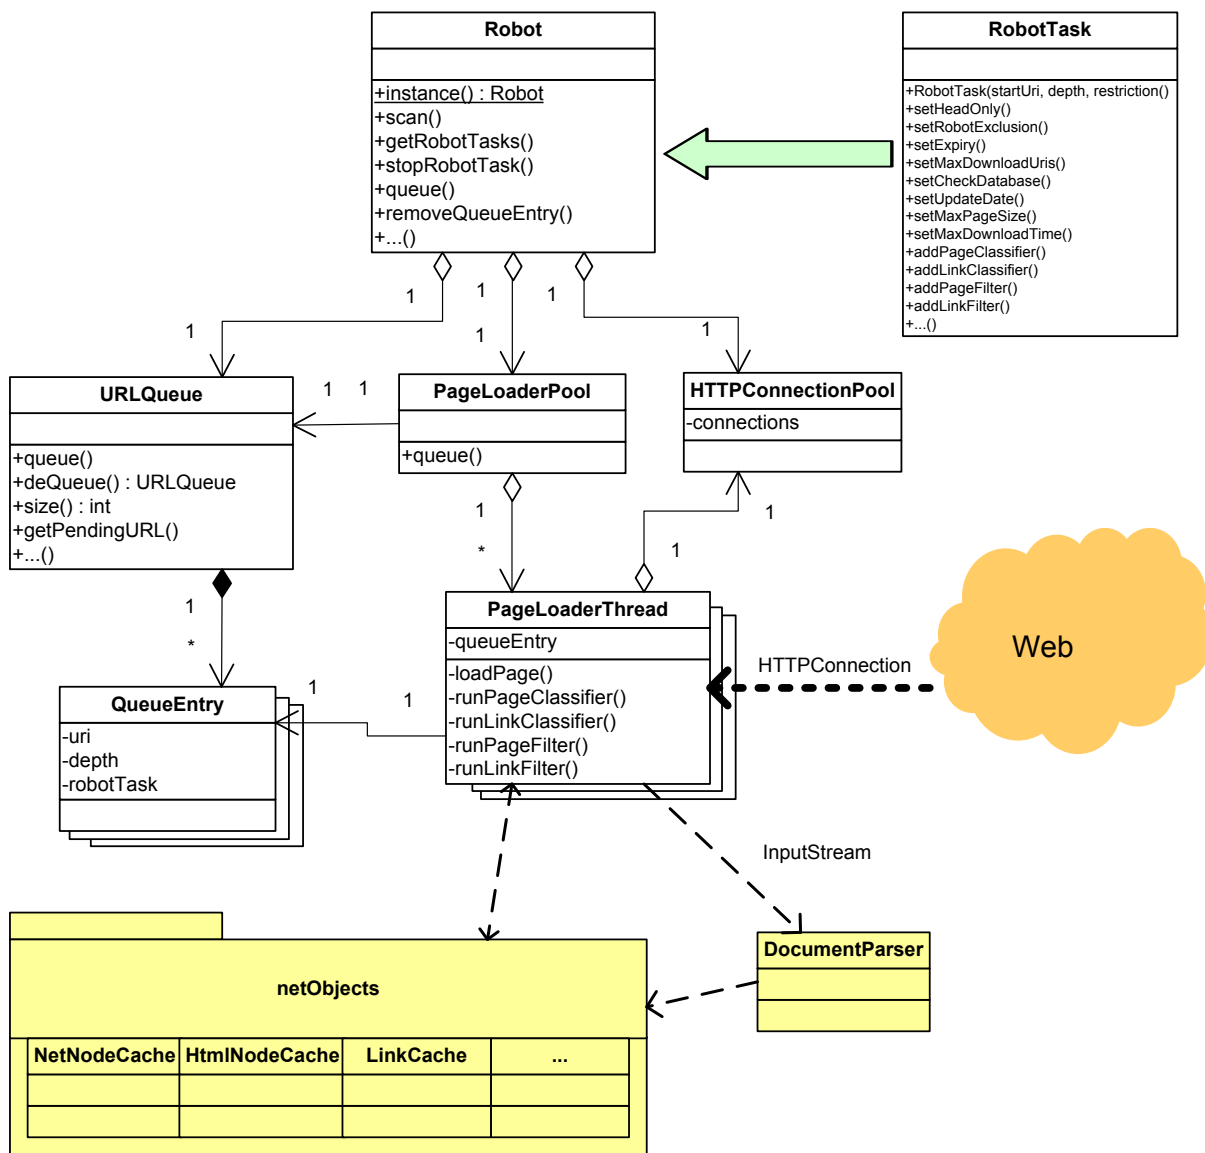 Robot
+instance() : Robot
+scan()
+getRobotTasks()
+stopRobotTask()
+queue()
+removeQueueEntry()
+...()
RobotTask
+RobotTask(startUri, depth, restriction()
+setHeadOnly()
+setRobotExclusion()
+setExpiry()
+setMaxDownloadUris()
+setCheckDatabase()
+setUpdateDate()
+setMaxPageSize()
+setMaxDownloadTime()
+addPageClassifier()
+addLinkClassifier()
+addPageFilter()
+addLinkFilter()
+...()
1
1
1
1
1
1
URLQueue
+queue()
+deQueue() : URLQueue
+size() : int
+getPendingURL()
+...()
1
1
PageLoaderPool
+queue()
HTTPConnectionPool
-connections
1
*
1
1
1
*
PageLoaderThread
-queueEntry
-loadPage()
-runPageClassifier()
-runLinkClassifier()
-runPageFilter()
-runLinkFilter()
HTTPConnection
Web
QueueEntry
-uri
-depth
-robotTask
1
1
InputStream
DocumentParser
netObjects
NetNodeCache
HtmlNodeCache
LinkCache
...